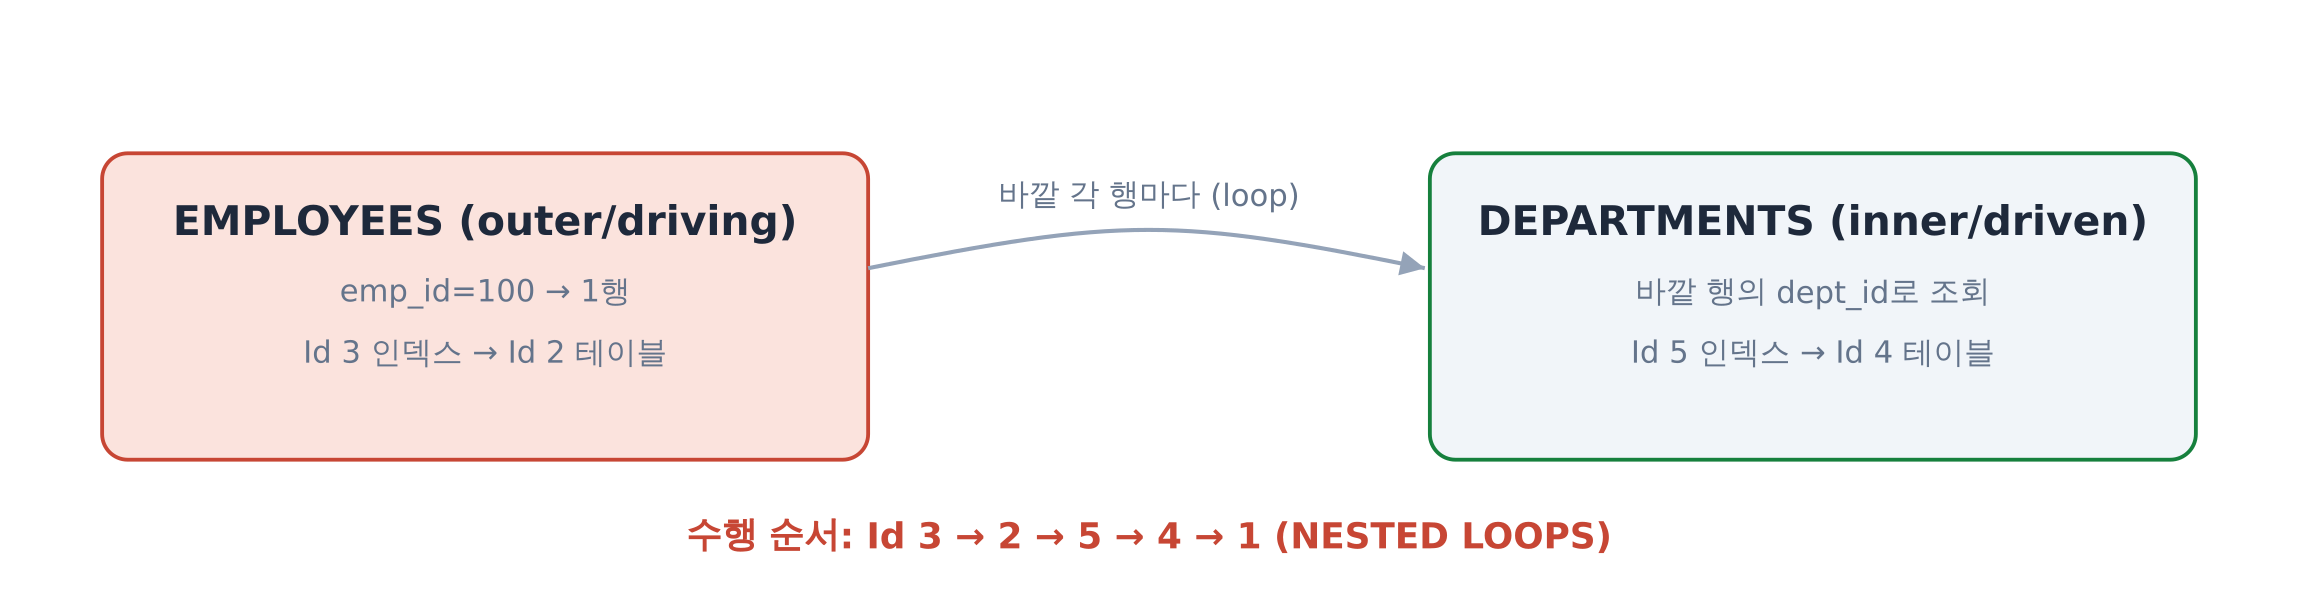 바깥 각 행마다 (loop)
EMPLOYEES (outer/driving)
emp_id=100 → 1행
Id 3 인덱스 → Id 2 테이블
DEPARTMENTS (inner/driven)
바깥 행의 dept_id로 조회
Id 5 인덱스 → Id 4 테이블
수행 순서: Id 3 → 2 → 5 → 4 → 1 (NESTED LOOPS)